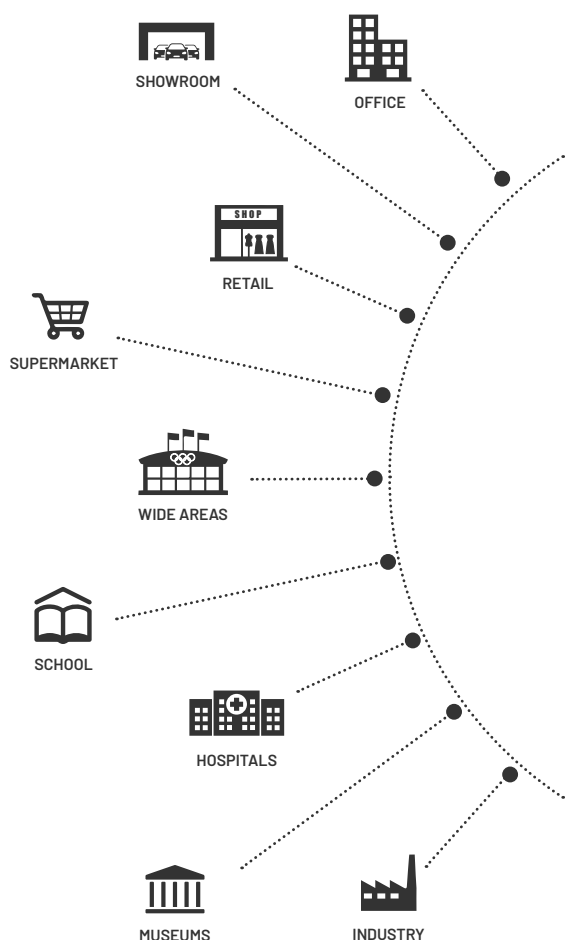 SHOWROOM
OFFICE
SHOP
RETAIL
SUPERMARKET
WIDE AREAS
SCHOOL
HOSPITALS
MUSEUMS
INDUSTRY